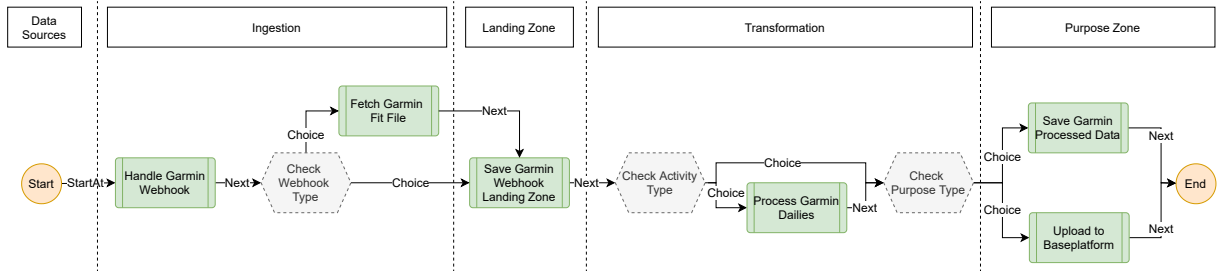 Data
Sources
Ingestion
Landing Zone
Transformation
Purpose Zone
Start
StartAt
Handle Garmin
Webhook
Next
Check
Webhook
Type
Choice
Fetch Garmin
Fit File
Next
Choice
Save Garmin
Webhook
Landing Zone
Next
Check Activity
Type
Choice
Choice
Process Garmin
Dailies
Next
Check
Purpose Type
Choice
Save Garmin
Processed Data
Next
Choice
Upload to
Baseplatform
Next
End